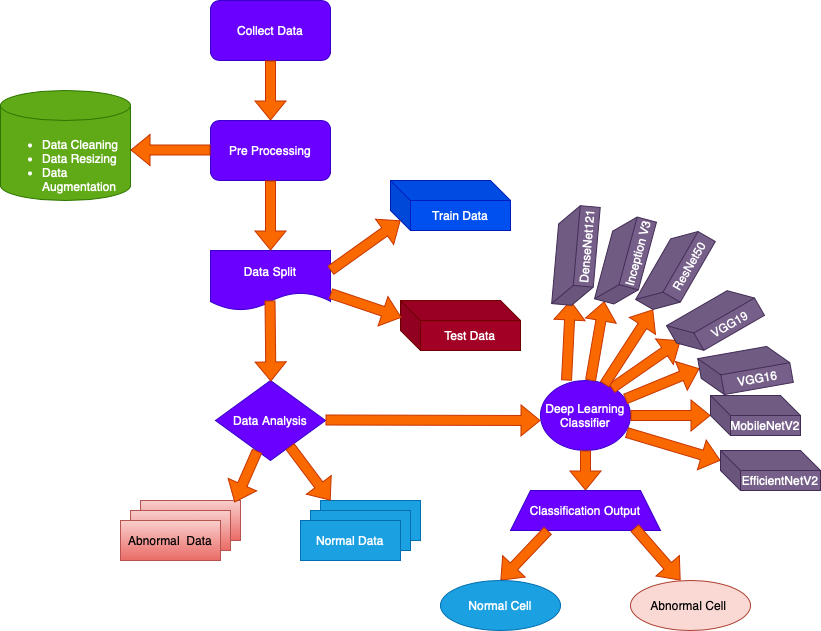 Collect Data
Pre Processing
• Data Cleaning
• Data Resizing
• Data
Augmentation
Data Split
Train Data
Test Data
DenseNet121
Inception V3
ResNet50
VGG19
VGG16
MobileNetV2
EfficientNetV2
Data Analysis
Deep Learning
Classifier
Abnormal Data
Normal Data
Classification Output
Normal Cell
Abnormal Cell